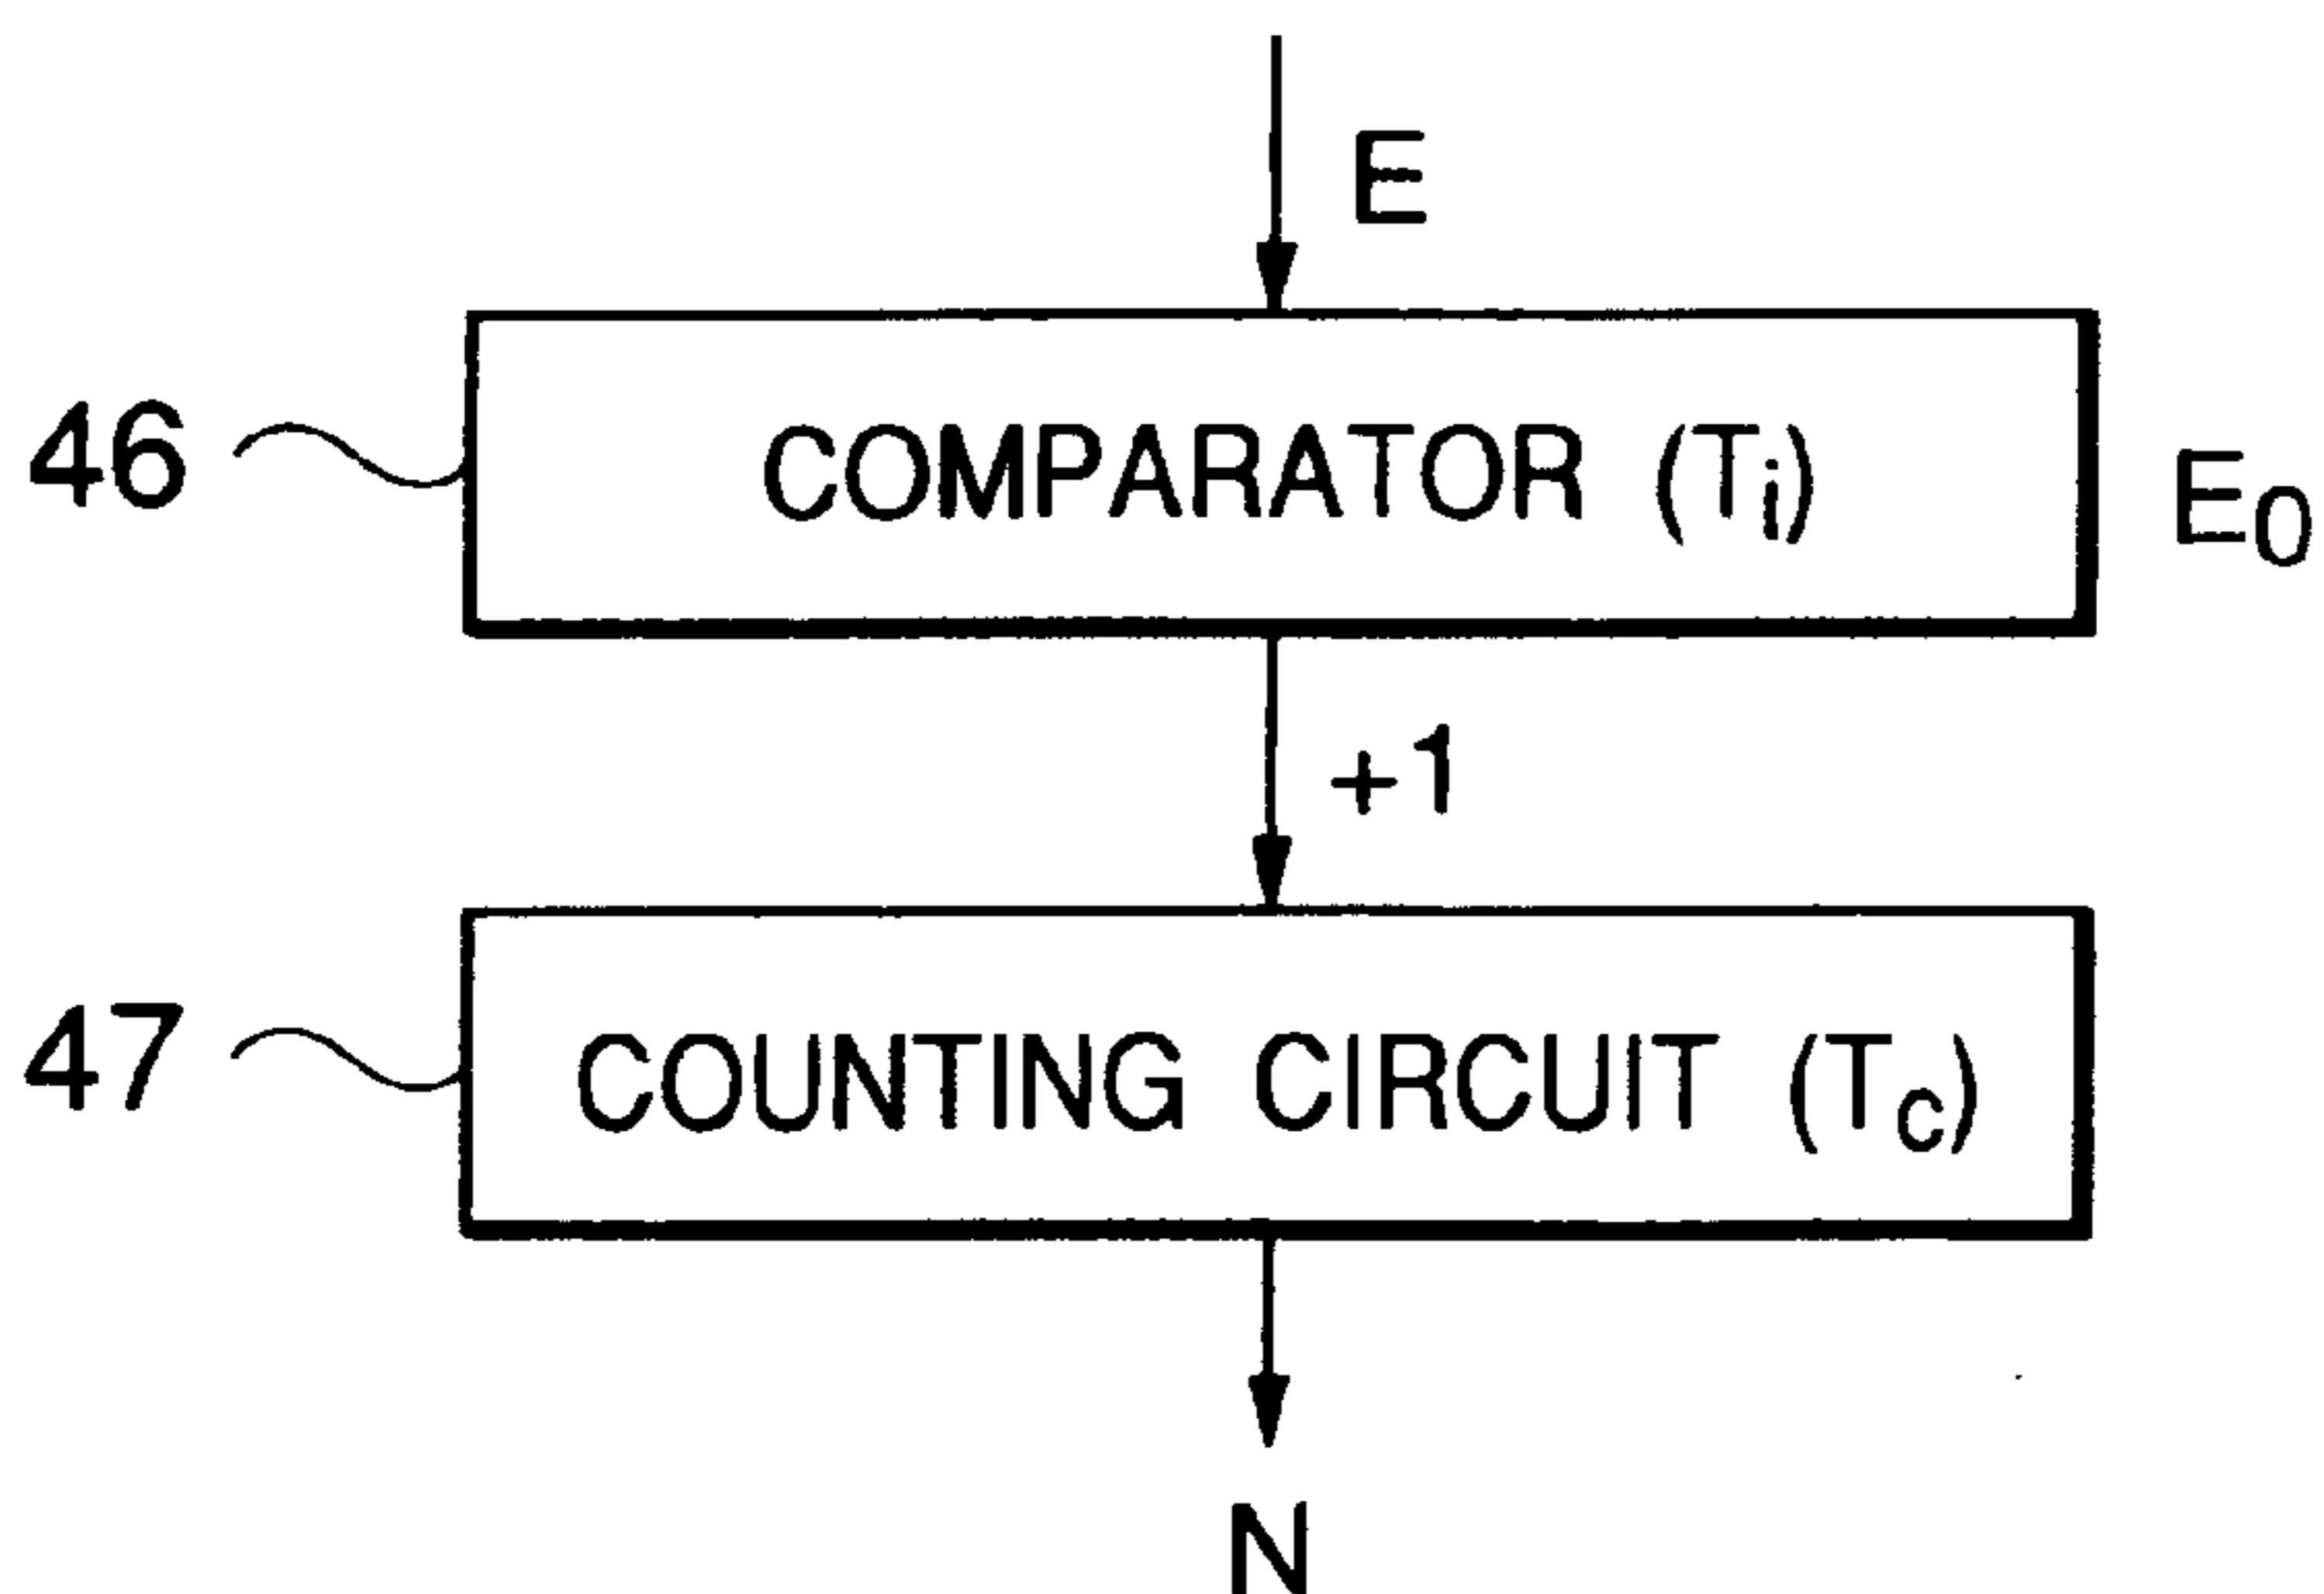 E
46
COMPARATOR (Ti)
E0
+1
47
COUNTING CIRCUIT (Tc)
N